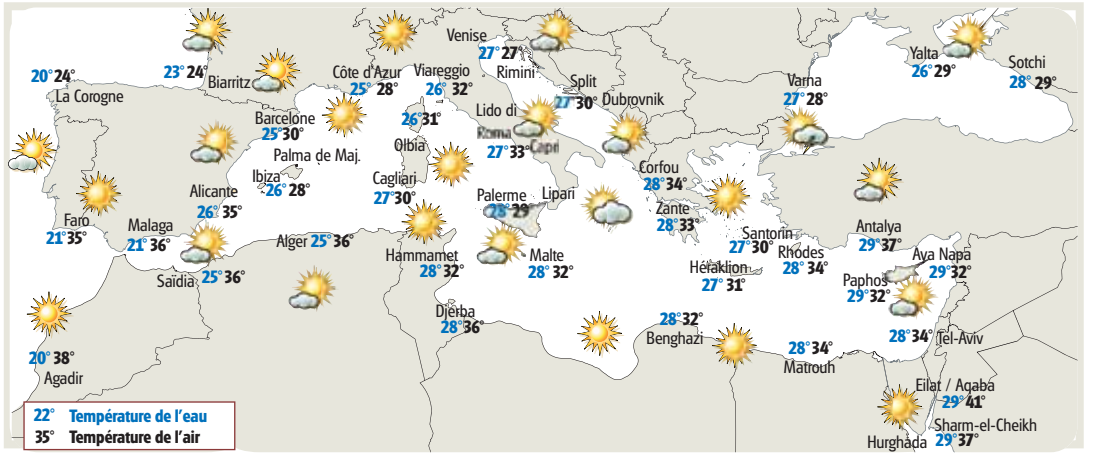 Venise
27° 27°
Rimini
Yalta
26° 29°
Sotchi
28° 29°
20° 24°
La Corogne
23° 24°
Biarritz
Côte d'Azur
25° 28°
Viareggio
26° 32°
Split
27° 30°
Dubrovnik
Varna
27° 28°
Barcelone
25° 30°
26° 31°
Olbia
Lido di
Roma
27° 33°
Capri
Palma de Maj.
Ibiza
26° 28°
Cagliari
27° 30°
Corfou
28° 34°
Alicante
26° 35°
Palerme
29°
Lipari
Zante
28° 33°
Faro
21° 35°
Malaga
21° 36°
Alger 25° 36°
Santorin
27° 30°
Rhodes
28° 34°
Antalya
29° 37°
Aya Napa
29° 32°
Saïdia
25° 36°
Hammamet
28° 32°
Malte
28° 32°
Héraklion
27° 31°
Paphos
29° 32°
Djerba
28° 36°
28° 32°
Benghazi
28° 34°
Matrouh
28° 34°
Tel-Aviv
20° 38°
Agadir
Eilat / Aqaba
29° 41°
Sharm-el-Cheikh
Hurghada
29° 37°
22° Température de l'eau
35° Température de l'air